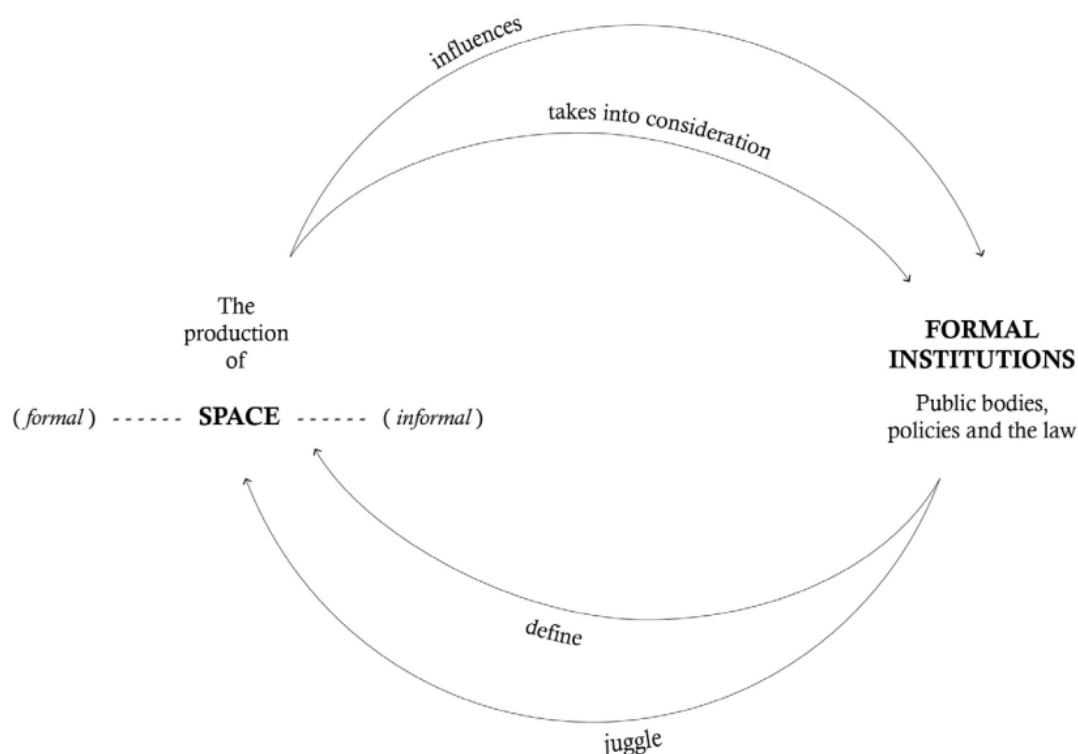 influences
takes into consideration
The
production
of
( formal ) - - - - - - SPACE - - - - - - ( informal )
FORMAL
INSTITUTIONS
Public bodies,
policies and the law
define
juggle